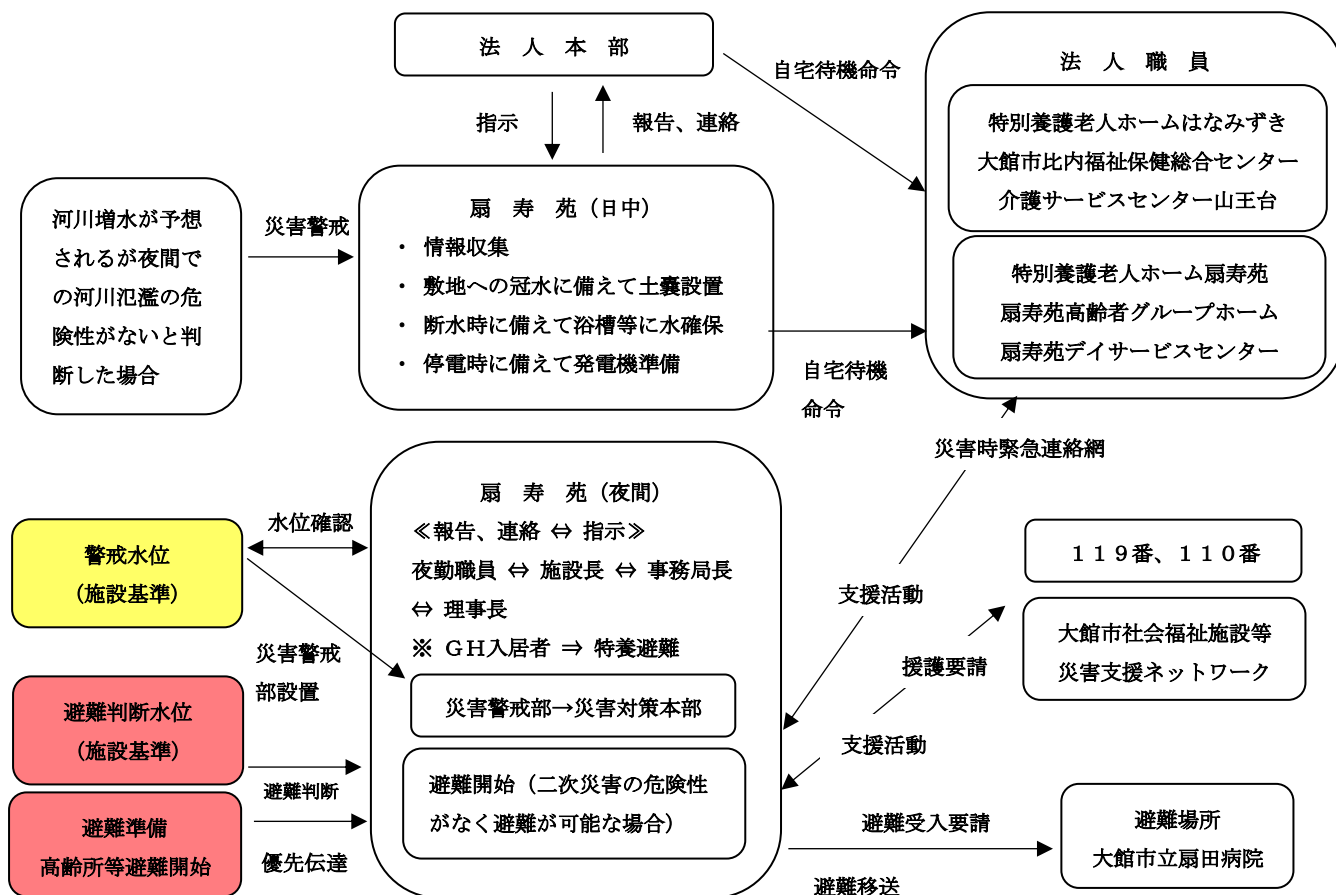 法 人 本 部
自宅待機命令
指示
報告、連絡
法 人 職 員
特別養護老人ホームはなみずき
大館市比内福祉保健総合センター
介護サービスセンター山王台
特別養護老人ホーム扇寿苑
扇寿苑高齢者グループホーム
扇寿苑デイサービスセンター
河川増水が予想
されるが夜間で
の河川氾濫の危
険性がないと判
断した場合
災害警戒
扇 寿 苑（日中）
・ 情報収集
・ 敷地への冠水に備えて土嚢設置
・ 断水時に備えて浴槽等に水確保
・ 停電時に備えて発電機準備
自宅待機
命令
災害時緊急連絡網
扇 寿 苑（夜間）
≪報告、連絡 ⇔ 指示≫
夜勤職員 ⇔ 施設長 ⇔ 事務局長
⇔ 理事長
※ ＧＨ入居者 ⇒ 特養避難
災害警戒部→災害対策本部
避難開始（二次災害の危険性
がなく避難が可能な場合）
水位確認
警戒水位
（施設基準）
災害警戒
部設置
避難判断水位
（施設基準）
避難判断
避難準備
高齢所等避難開始
優先伝達
支援活動
１１９番、１１０番
大館市社会福祉施設等
災害支援ネットワーク
援護要請
支援活動
避難受入要請
避難移送
避難場所
大館市立扇田病院